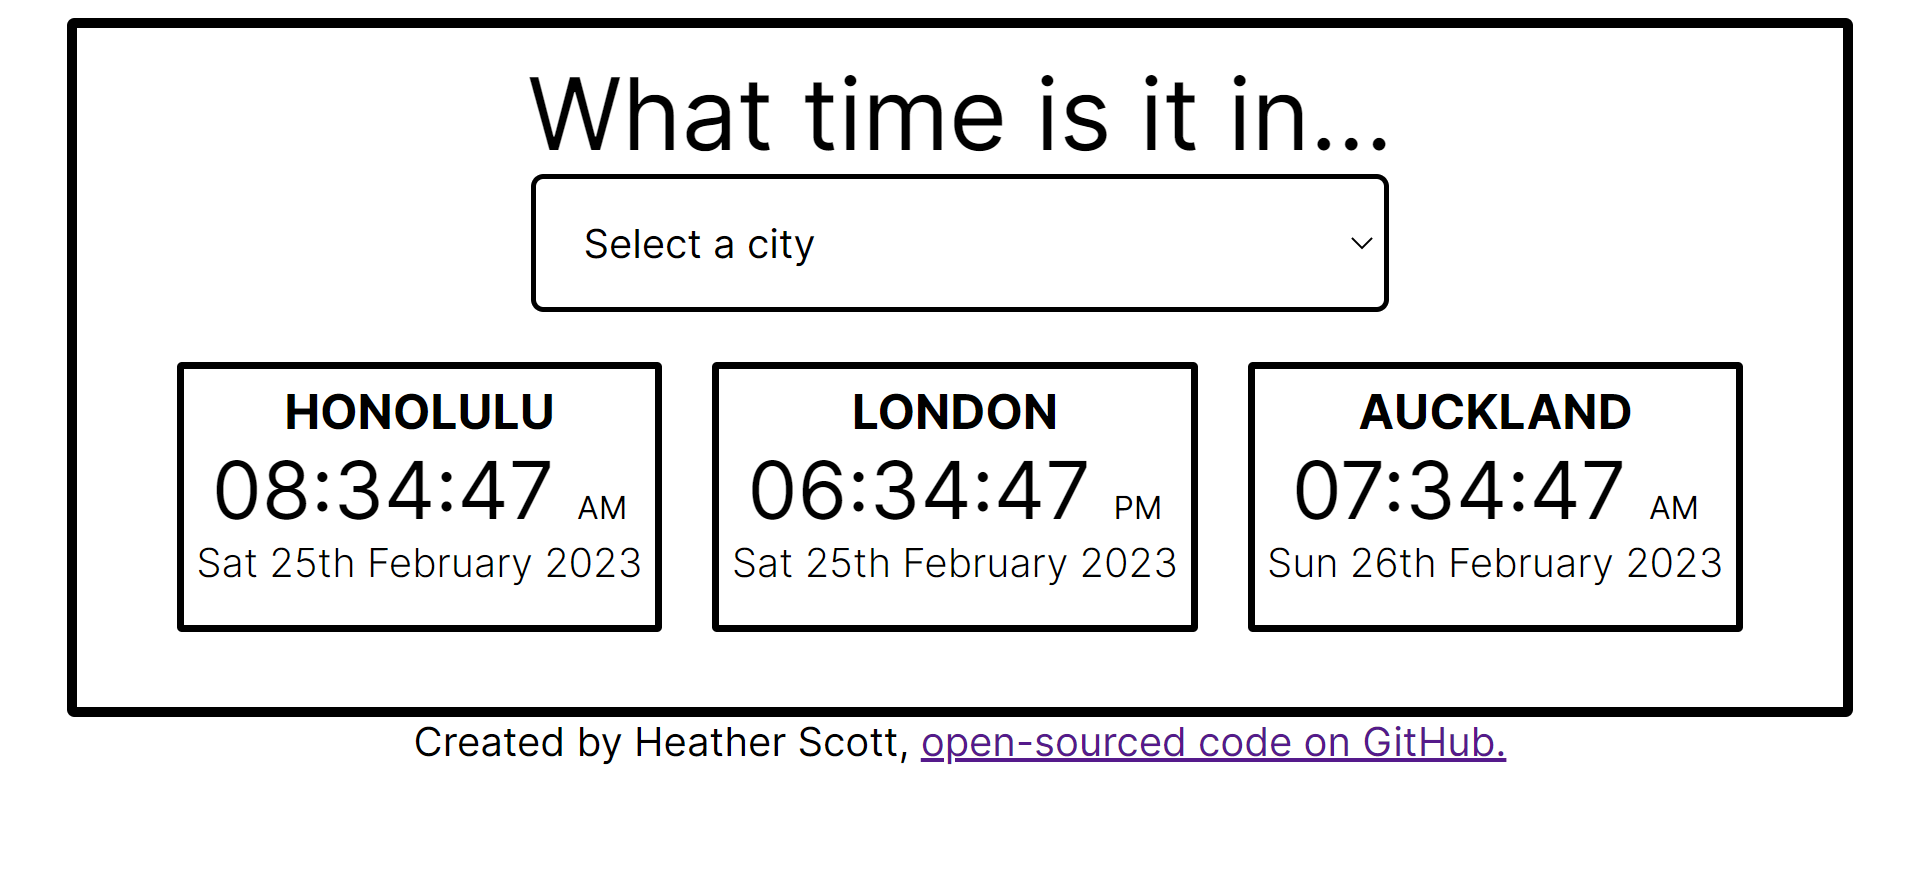 What time is it in...
Select a city
HONOLULU
08:34:47 AM
Sat 25th February 2023
LONDON
06:34:47 PM
Sat 25th February 2023
AUCKLAND
07:34:47 AM
Sun 26th February 2023
Created by Heather Scott, open-sourced code on GitHub.